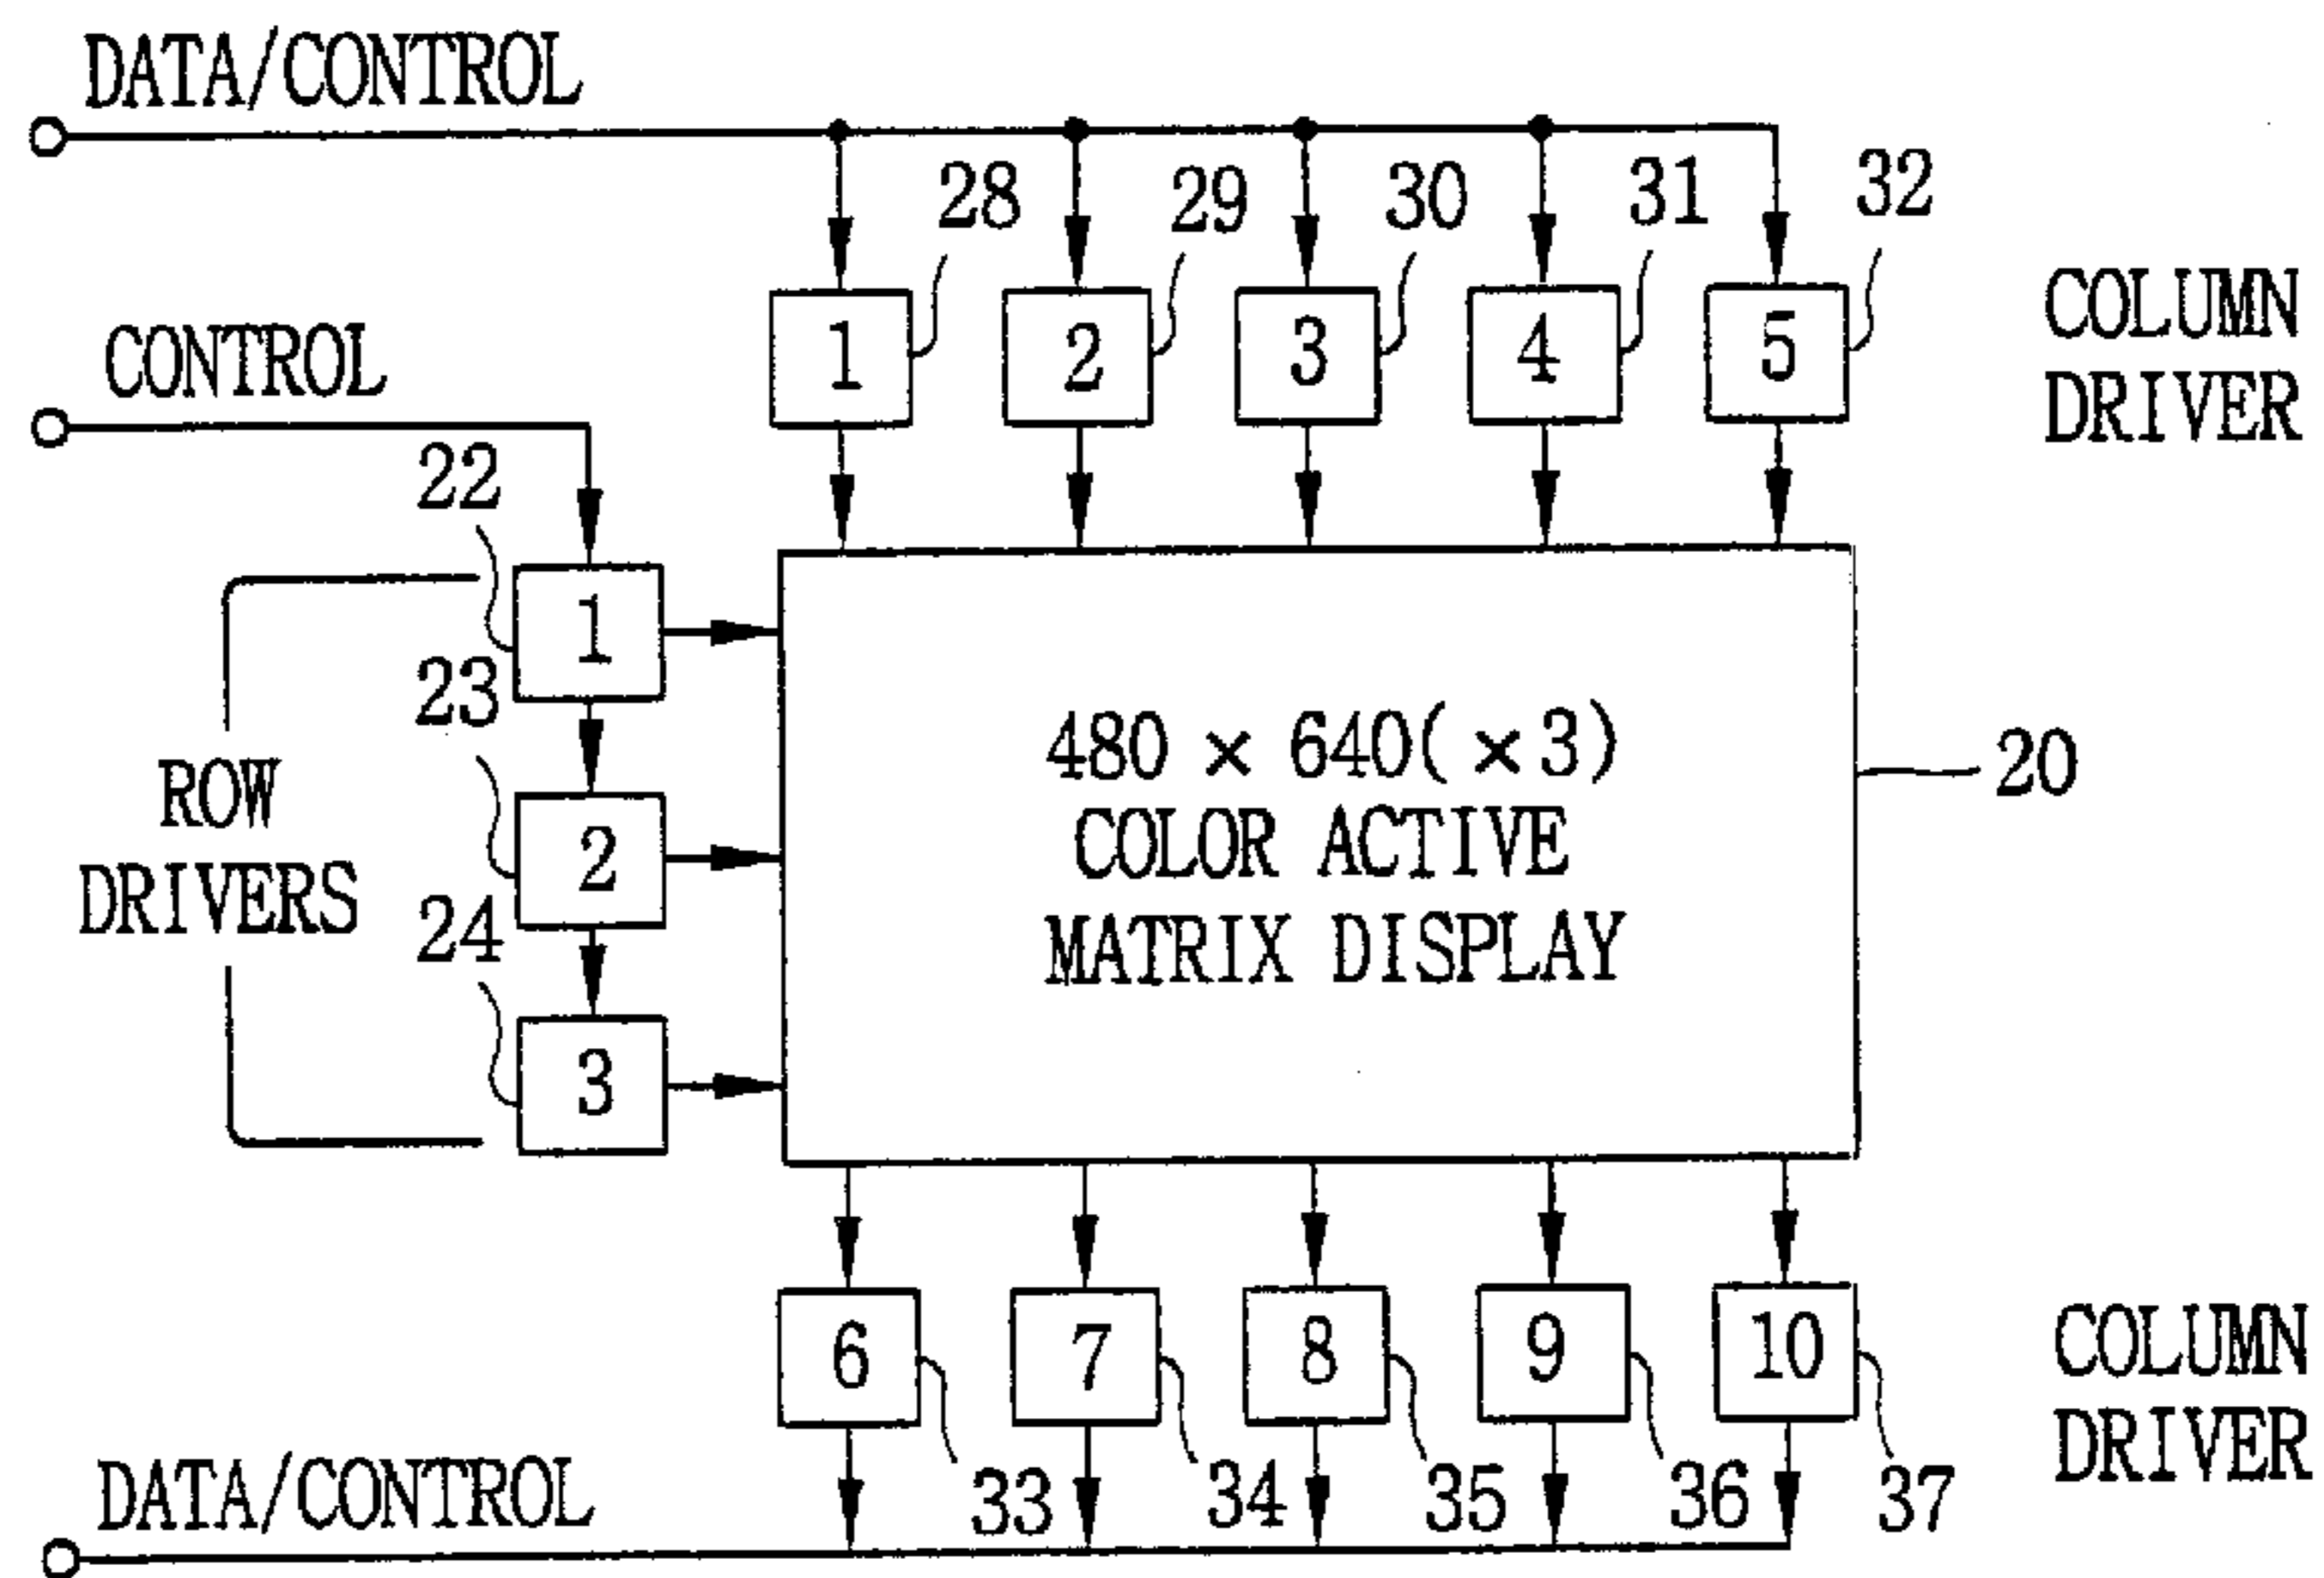 DATA/CONTROL
28
29
30
31
32
1
2
3
4
5
COLUMN
DRIVER
CONTROL
22
1
23
ROW
DRIVERS
2
24
3
480 × 640(×3)
COLOR ACTIVE
MATRIX DISPLAY
20
6
7
8
9
10
COLUMN
DRIVER
33
34
35
36
37
DATA/CONTROL